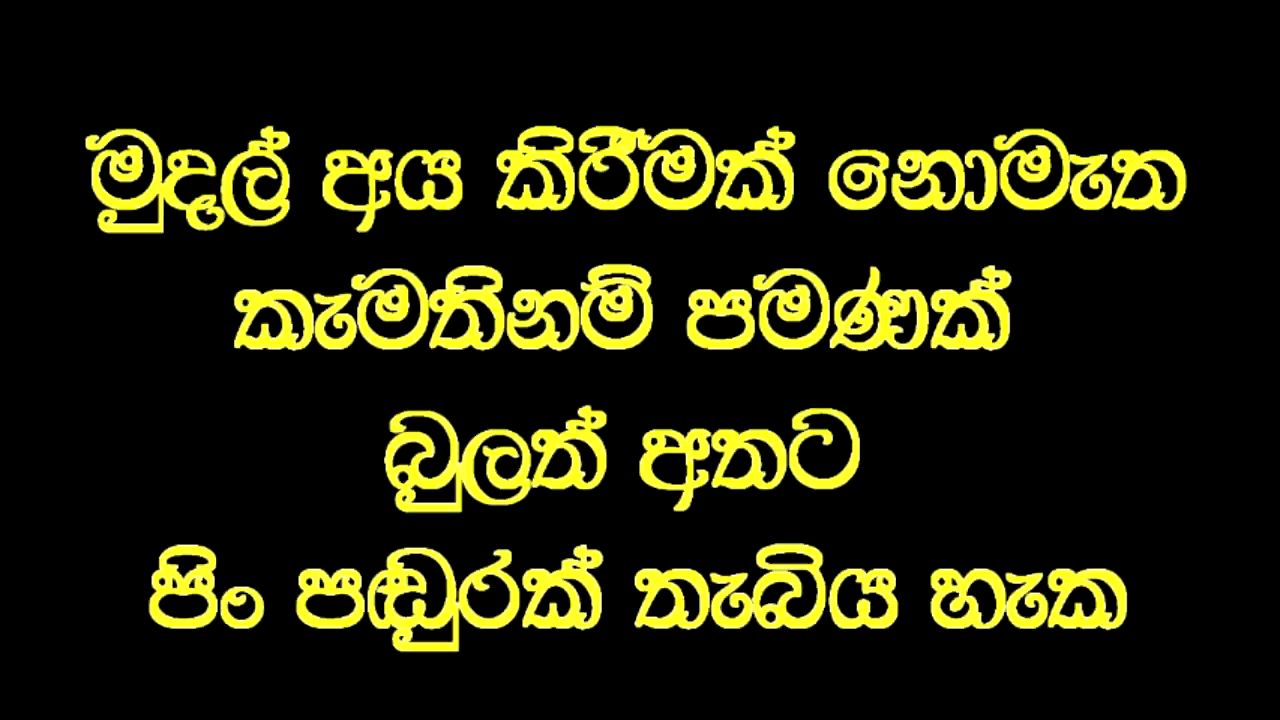 මුදල් අය කිරීමක් නොමැත
කැමතිනම් පමණක්
බුලත් අතට
පිං පඬුරක් තැබිය හැක